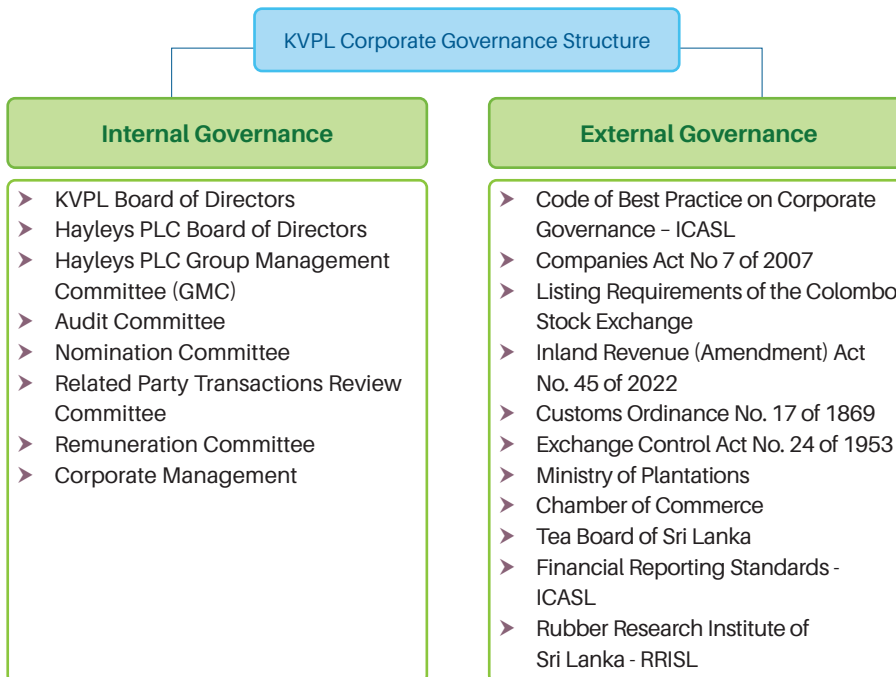 KVPL Corporate Governance Structure
Internal Governance
➤ KVPL Board of Directors
➤ Hayleys PLC Board of Directors
➤ Hayleys PLC Group Management
Committee (GMC)
➤ Audit Committee
➤ Nomination Committee
➤ Related Party Transactions Review
Committee
➤ Remuneration Committee
➤ Corporate Management
External Governance
➤ Code of Best Practice on Corporate
Governance – ICASL
➤ Companies Act No 7 of 2007
➤ Listing Requirements of the Colombo
Stock Exchange
➤ Inland Revenue (Amendment) Act
No. 45 of 2022
➤ Customs Ordinance No. 17 of 1869
➤ Exchange Control Act No. 24 of 1953
➤ Ministry of Plantations
➤ Chamber of Commerce
➤ Tea Board of Sri Lanka
➤ Financial Reporting Standards -
ICASL
➤ Rubber Research Institute of
Sri Lanka - RRISL